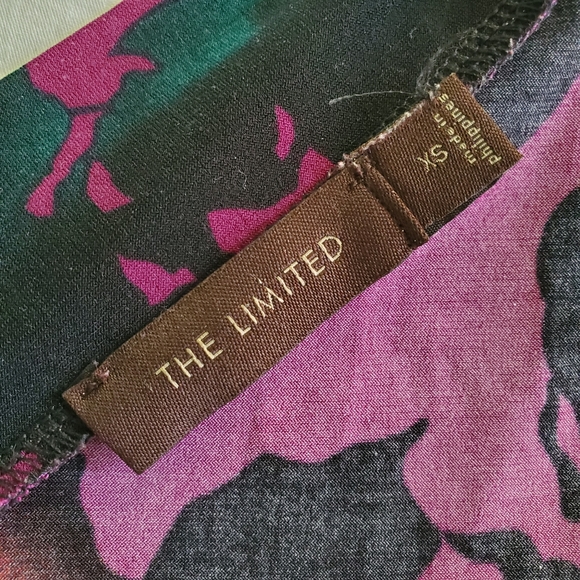 THE LIMITED
XS
made in
philippines